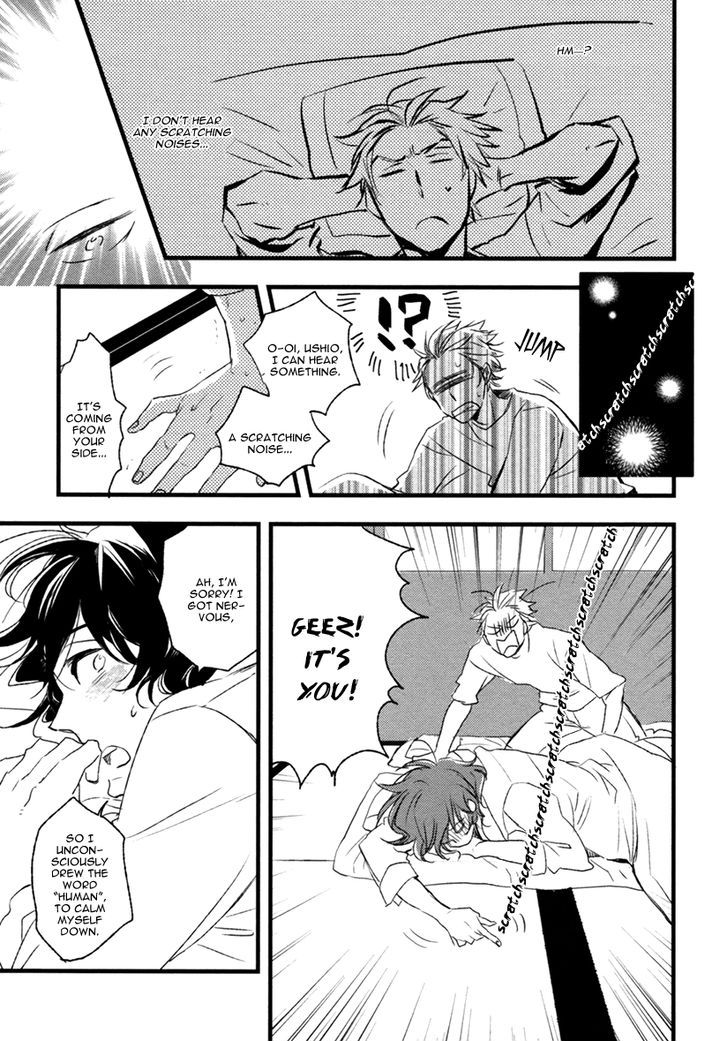 HM—?
I DON'T HEAR
ANY SCRATCHING
NOISES...
atchscratchscratchscratchsc
JUMP
!?
O-OI, USHIO,
I CAN HEAR
SOMETHING.
A SCRATCHING
NOISE...
IT'S
COMING
FROM
YOUR
SIDE...
scratchscratchscratchscratchscratchscratchscratch
GEEZ!
IT'S
YOU!
AH, I'M
SORRY! I
GOT NER-
VOUS,
SO I
UNCON-
SCIOUSLY
DREW THE
WORD
"HUMAN",
TO CALM
MYSELF
DOWN.